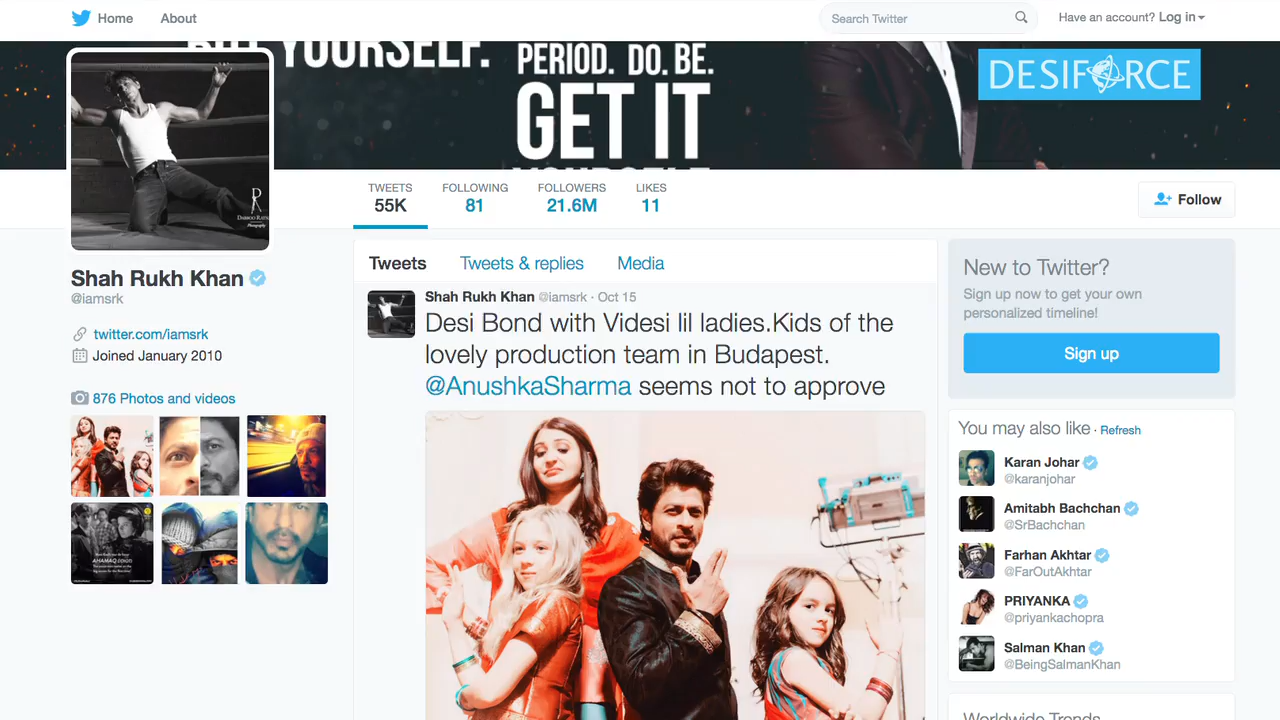 Home About
Search Twitter
Have an account? Log in
YOURSELF.
PERIOD. DO. BE.
GET IT
YOURSELF
DESIFORCE
TWEETS FOLLOWING FOLLOWERS LIKES
55K 81 21.6M 11
Follow
Shah Rukh Khan
@iamsrk
twitter.com/iamsrk
Joined January 2010
876 Photos and videos
Tweets Tweets & replies Media
Shah Rukh Khan @iamsrk · Oct 15
Desi Bond with Videsi lil ladies.Kids of the
lovely production team in Budapest.
@AnushkaSharma seems not to approve
New to Twitter?
Sign up now to get your own
personalized timeline!
Sign up
You may also like · Refresh
Karan Johar
@karanjohar
Amitabh Bachchan
@SrBachchan
Farhan Akhtar
@FarOutAkhtar
PRIYANKA
@priyankachopra
Salman Khan
@BeingSalmanKhan
Worldwide Trends